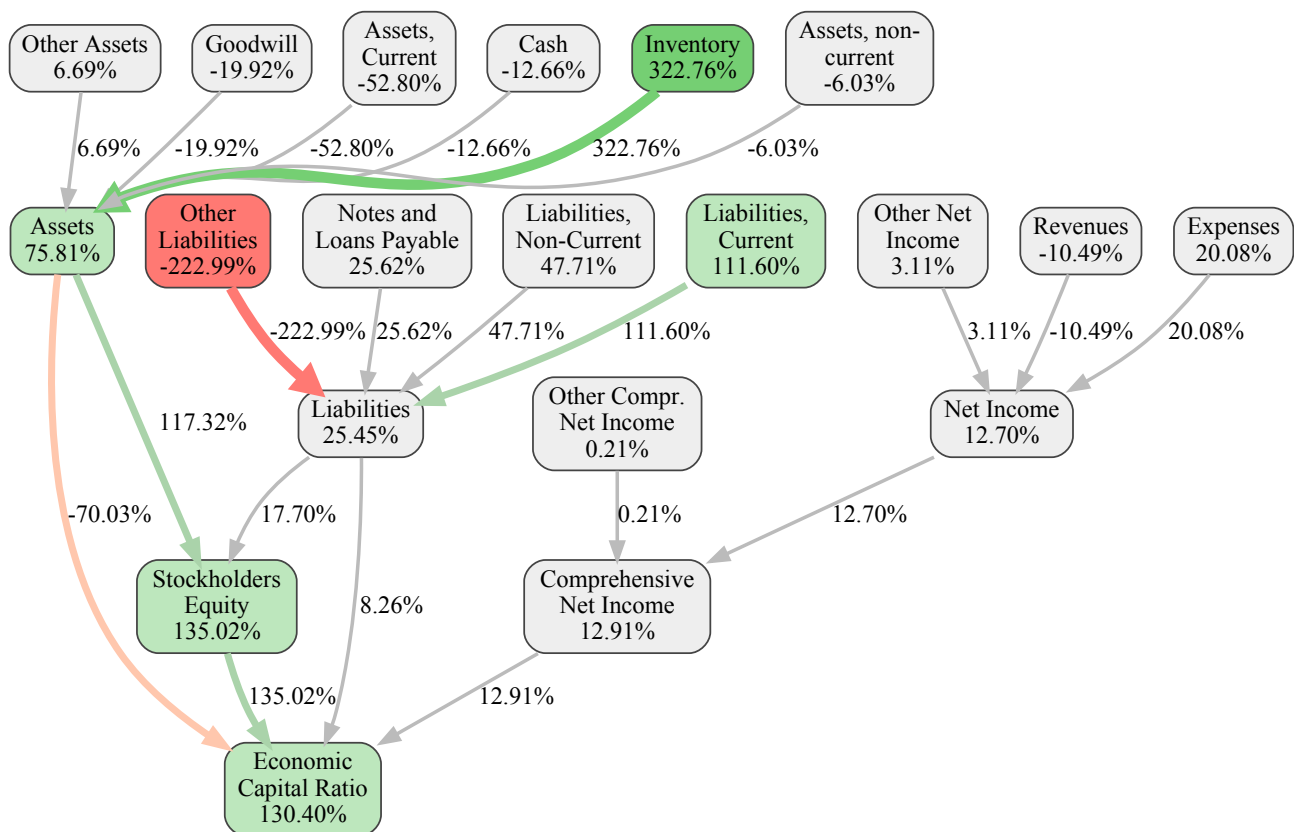 Other Assets
6.69%
Goodwill
-19.92%
Assets,
Current
-52.80%
Cash
-12.66%
Inventory
322.76%
Assets, non-
current
-6.03%
6.69%
-19.92%
-52.80%
-12.66%
322.76%
-6.03%
Assets
75.81%
Other
Liabilities
-222.99%
Notes and
Loans Payable
25.62%
Liabilities,
Non-Current
47.71%
Liabilities,
Current
111.60%
Other Net
Income
3.11%
Revenues
-10.49%
Expenses
20.08%
-222.99%
25.62%
47.71%
111.60%
3.11%
-10.49%
20.08%
Liabilities
25.45%
Other Compr.
Net Income
0.21%
Net Income
12.70%
117.32%
-70.03%
17.70%
0.21%
12.70%
Stockholders
Equity
135.02%
8.26%
Comprehensive
Net Income
12.91%
135.02%
12.91%
Economic
Capital Ratio
130.40%